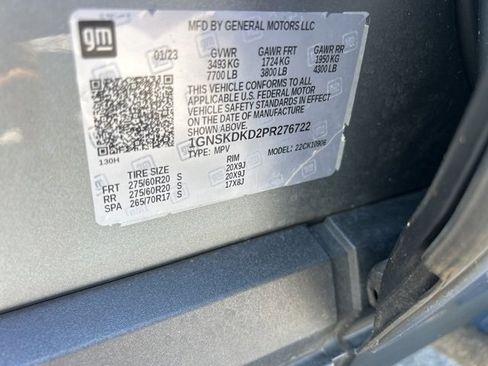 gm
MFD BY GENERAL MOTORS LLC
01/23 GVWR GAWR FRT GAWR RR
3493 KG 1724 KG 1950 KG
7700 LB 3800 LB 4300 LB
THIS VEHICLE CONFORMS TO ALL
APPLICABLE U.S. FEDERAL MOTOR
VEHICLE SAFETY STANDARDS IN EFFECT
ON THE DATE OF MANUFACTURE
SHOWN ABOVE.
1GNSKDKD2PR276722
TYPE: MPV MODEL: 22CK10906
130H
TIRE SIZE RIM
FRT 275/60R20 S 20X9J
RR 275/60R20 S 20X9J
SPA 265/70R17 S 17X8J